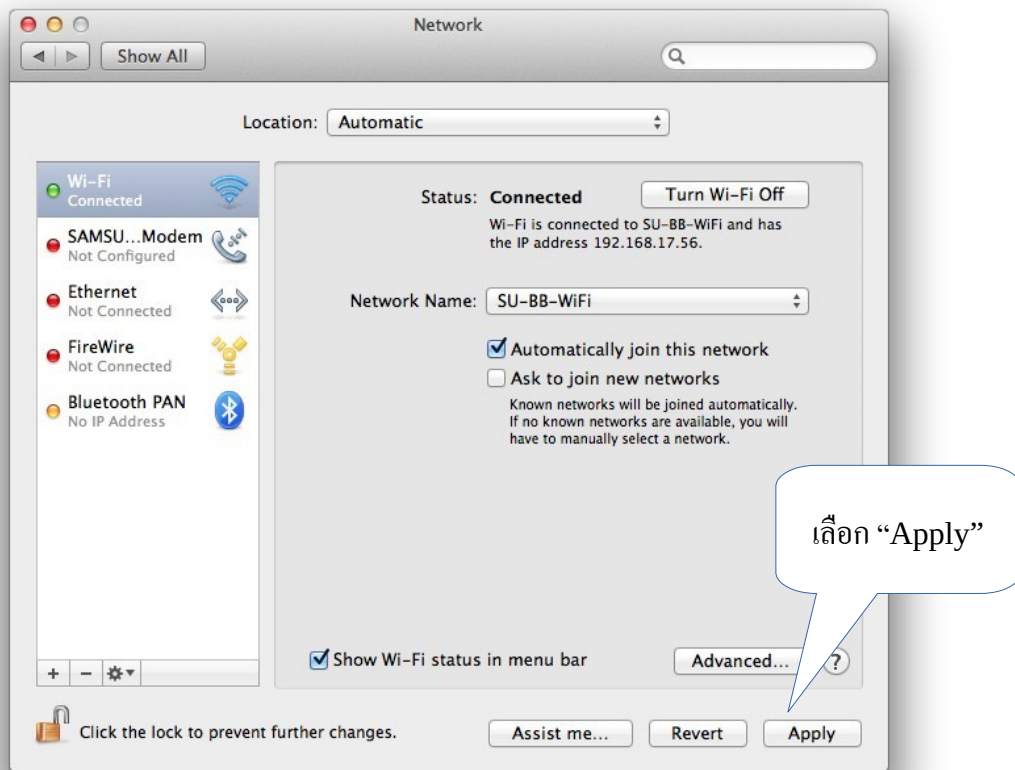 Network
Show All
Location: Automatic
Wi-Fi
Connected
SAMSU...Modem
Not Configured
Ethernet
Not Connected
FireWire
Not Connected
Bluetooth PAN
No IP Address
Status: Connected
Turn Wi-Fi Off
Wi-Fi is connected to SU-BB-WiFi and has
the IP address 192.168.17.56.
Network Name: SU-BB-WiFi
Automatically join this network
Ask to join new networks
Known networks will be joined automatically.
If no known networks are available, you will
have to manually select a network.
เลือก “Apply”
Show Wi-Fi status in menu bar
Advanced...
?
Click the lock to prevent further changes.
Assist me...
Revert
Apply